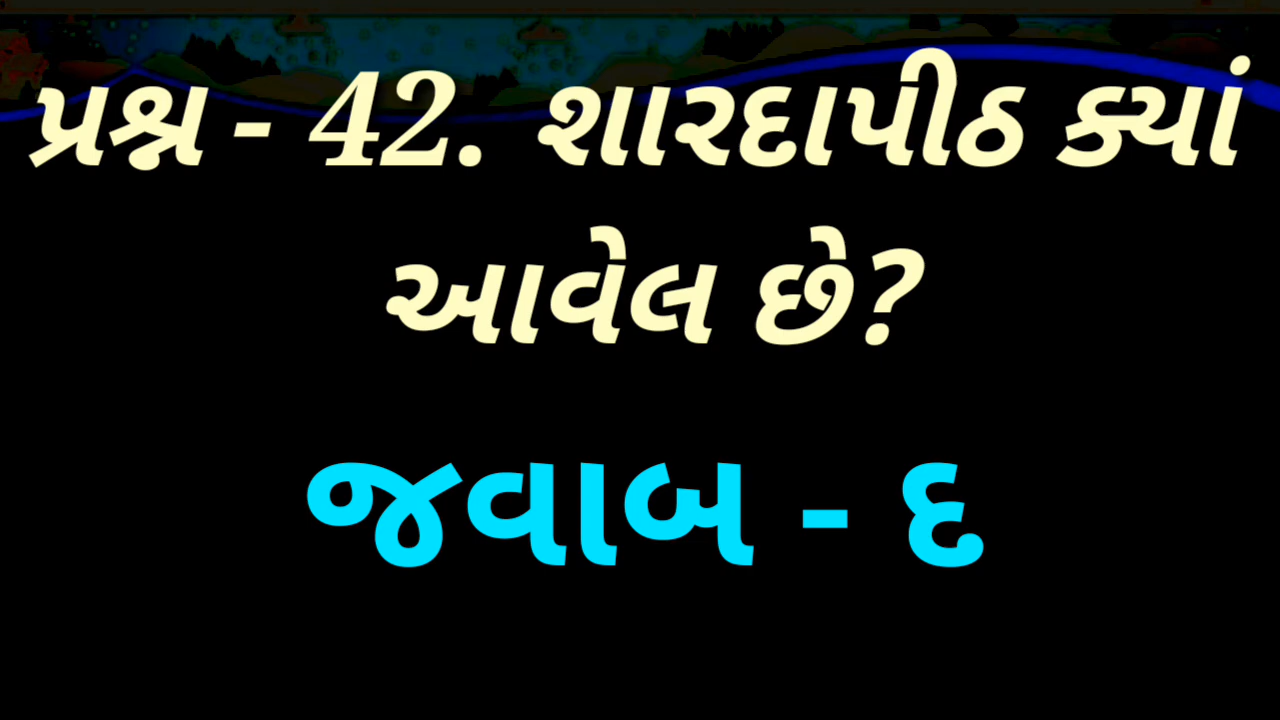 પ્રશ્ન - 42. શારદાપીઠ ક્યાં
આવેલ છે?
જવાબ - દ